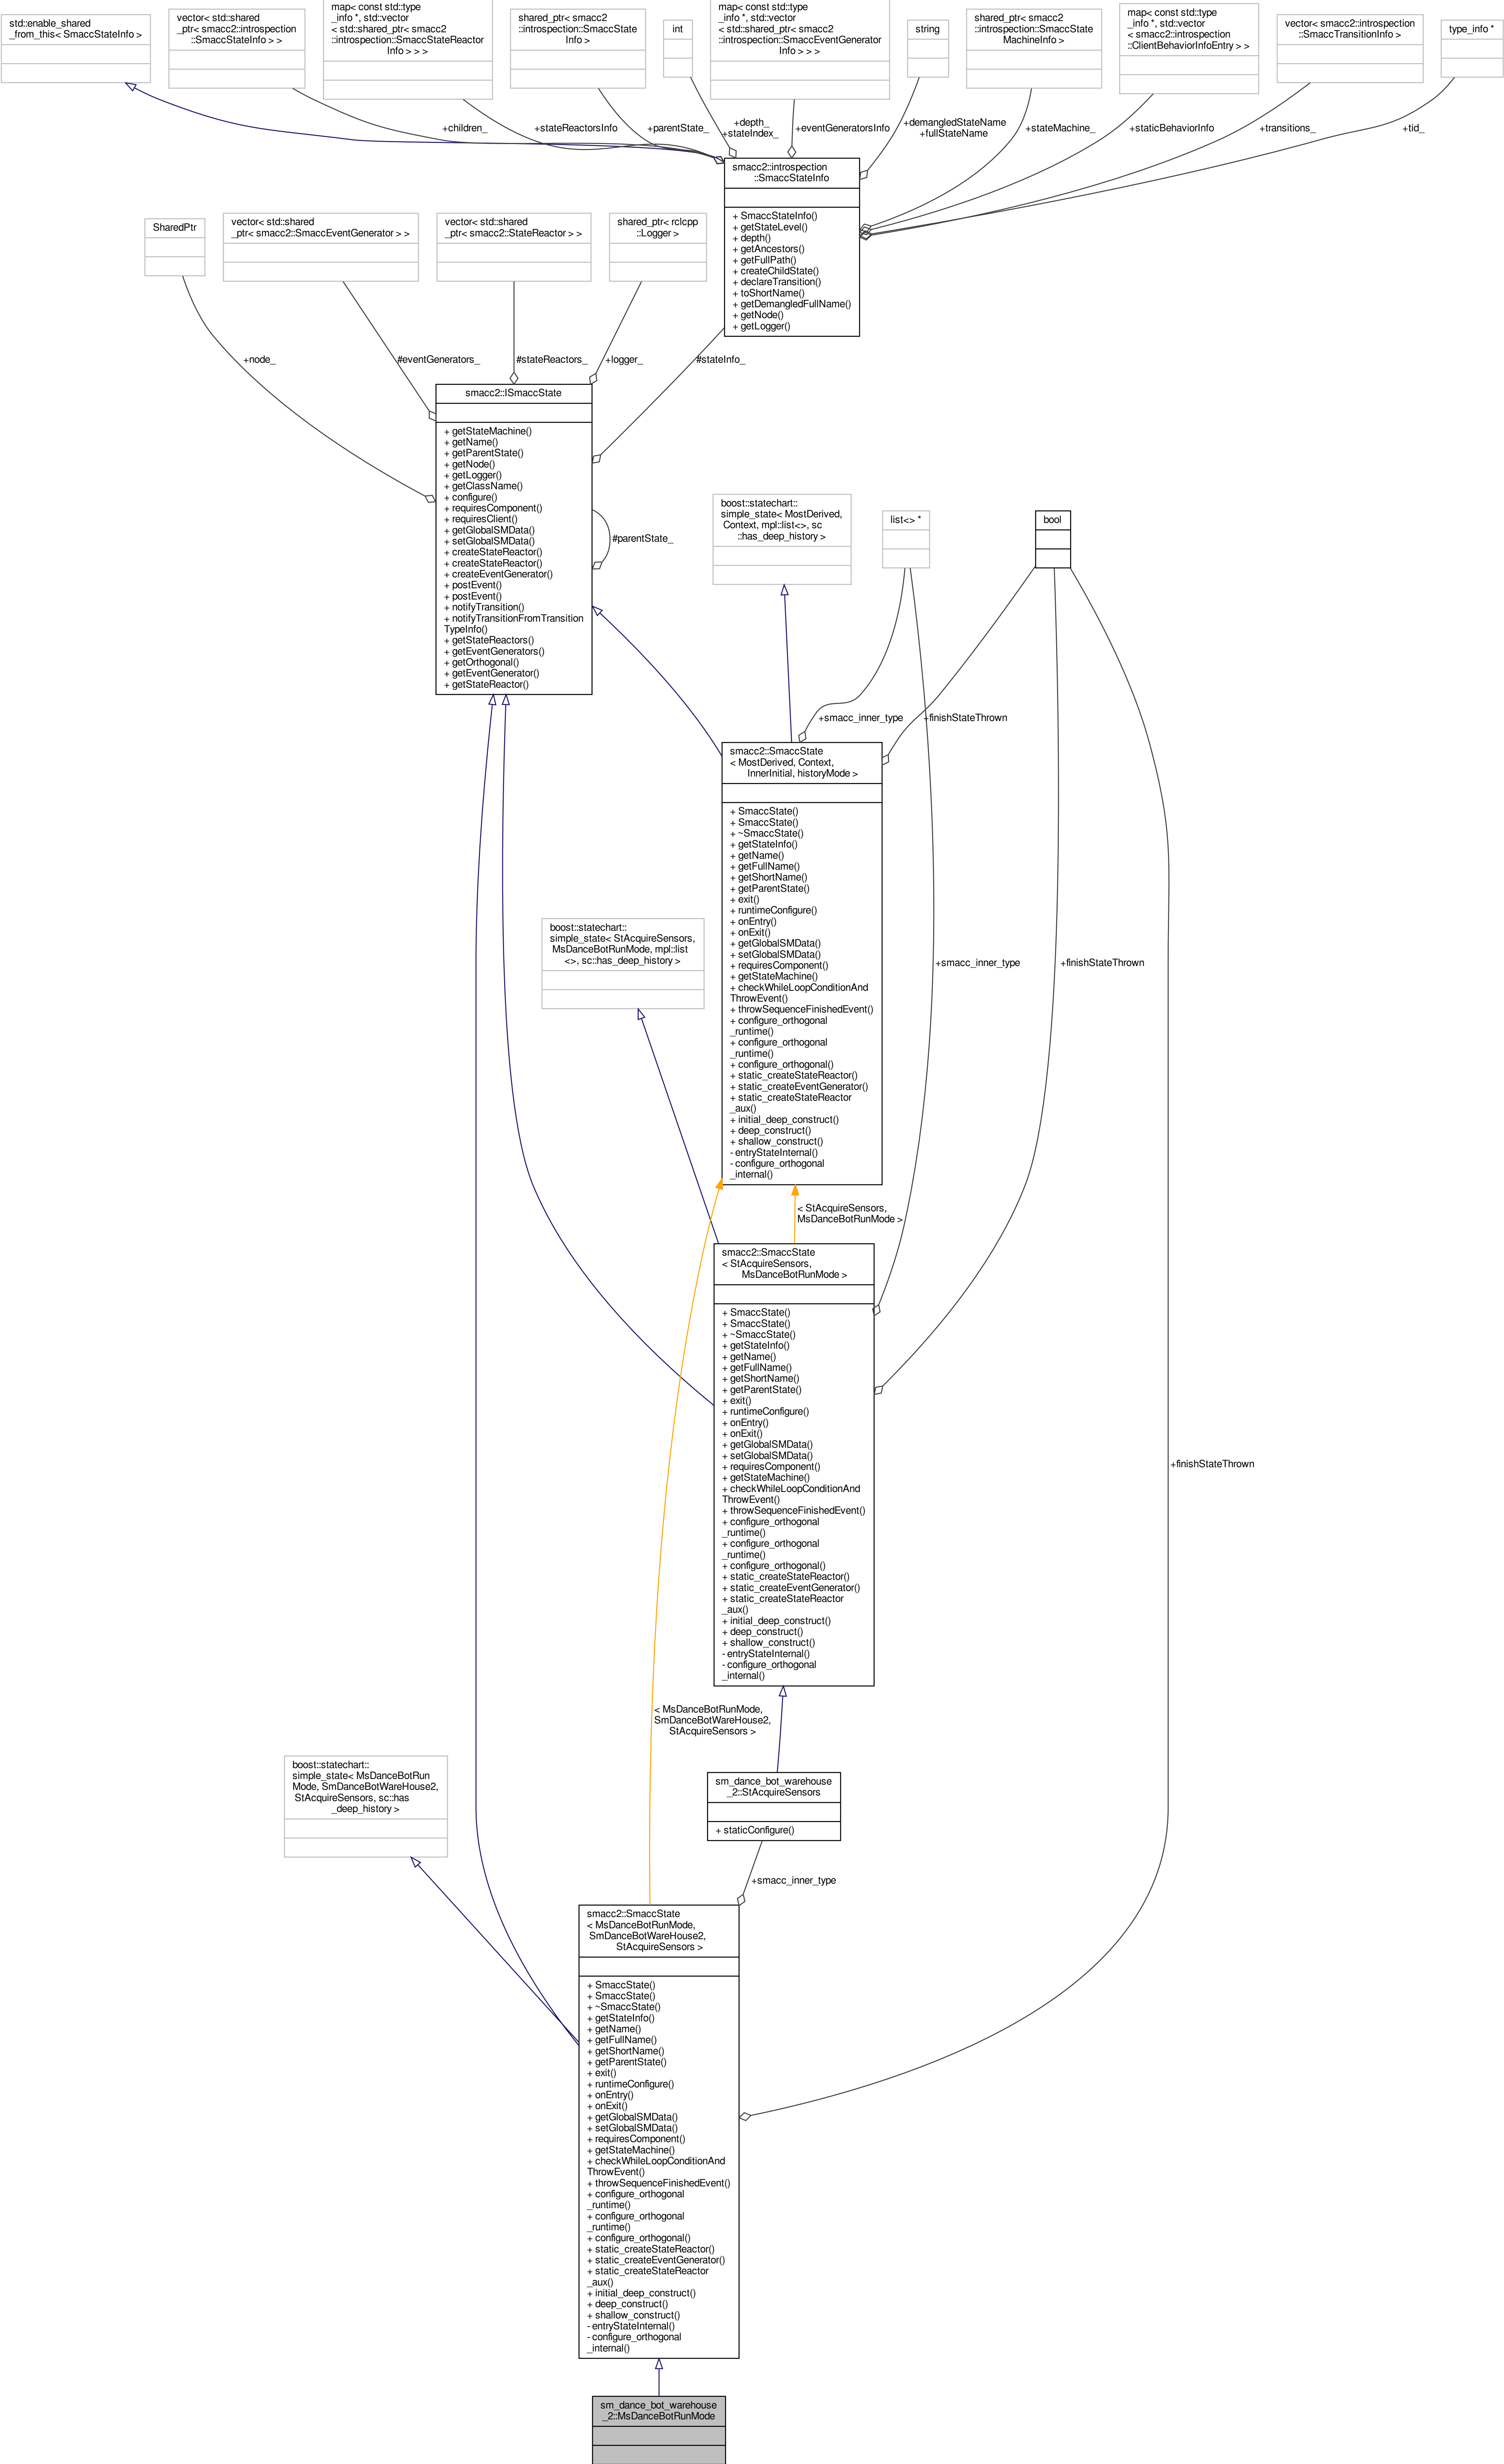 std::enable_shared
_from_this< SmaccStateInfo >
vector< std::shared
_ptr< smacc2::introspection
::SmaccStateInfo > >
map< const std::type
_info *, std::vector
< std::shared_ptr< smacc2
::introspection::SmaccStateReactor
Info > > >
shared_ptr< smacc2
::introspection::SmaccState
Info >
int
map< const std::type
_info *, std::vector
< std::shared_ptr< smacc2
::introspection::SmaccEventGenerator
Info > > >
string
shared_ptr< smacc2
::introspection::SmaccState
MachineInfo >
map< const std::type
_info *, std::vector
< smacc2::introspection
::ClientBehaviorInfoEntry > >
vector< smacc2::introspection
::SmaccTransitionInfo >
type_info *
+children_
+stateReactorsInfo
+parentState_
+depth_
+stateIndex_
+eventGeneratorsInfo
+demangledStateName
+fullStateName
+stateMachine_
+staticBehaviorInfo
+transitions_
+tid_
smacc2::introspection
::SmaccStateInfo
+ SmaccStateInfo()
+ getStateLevel()
+ depth()
+ getAncestors()
+ getFullPath()
+ createChildState()
+ declareTransition()
+ toShortName()
+ getDemangledFullName()
+ getNode()
+ getLogger()
SharedPtr
vector< std::shared
_ptr< smacc2::SmaccEventGenerator > >
vector< std::shared
_ptr< smacc2::StateReactor > >
shared_ptr< rclcpp
::Logger >
+node_
#eventGenerators_
#stateReactors_
+logger_
#stateInfo_
smacc2::ISmaccState
+ getStateMachine()
+ getName()
+ getParentState()
+ getNode()
+ getLogger()
+ getClassName()
+ configure()
+ requiresComponent()
+ requiresClient()
+ getGlobalSMData()
+ setGlobalSMData()
+ createStateReactor()
+ createStateReactor()
+ createEventGenerator()
+ postEvent()
+ postEvent()
+ notifyTransition()
+ notifyTransitionFromTransition
TypeInfo()
+ getStateReactors()
+ getEventGenerators()
+ getOrthogonal()
+ getEventGenerator()
+ getStateReactor()
#parentState_
boost::statechart::
simple_state< MostDerived,
Context, mpl::list<>, sc
::has_deep_history >
list<> *
bool
+smacc_inner_type
+finishStateThrown
smacc2::SmaccState
< MostDerived, Context,
InnerInitial, historyMode >
+ SmaccState()
+ SmaccState()
+ ~SmaccState()
+ getStateInfo()
+ getName()
+ getFullName()
+ getShortName()
+ getParentState()
+ exit()
+ runtimeConfigure()
+ onEntry()
+ onExit()
+ getGlobalSMData()
+ setGlobalSMData()
+ requiresComponent()
+ getStateMachine()
+ checkWhileLoopConditionAnd
ThrowEvent()
+ throwSequenceFinishedEvent()
+ configure_orthogonal
_runtime()
+ configure_orthogonal
_runtime()
+ configure_orthogonal()
+ static_createStateReactor()
+ static_createEventGenerator()
+ static_createStateReactor
_aux()
+ initial_deep_construct()
+ deep_construct()
+ shallow_construct()
- entryStateInternal()
- configure_orthogonal
_internal()
boost::statechart::
simple_state< StAcquireSensors,
MsDanceBotRunMode, mpl::list
<>, sc::has_deep_history >
+smacc_inner_type
+finishStateThrown
< StAcquireSensors,
MsDanceBotRunMode >
smacc2::SmaccState
< StAcquireSensors,
MsDanceBotRunMode >
+ SmaccState()
+ SmaccState()
+ ~SmaccState()
+ getStateInfo()
+ getName()
+ getFullName()
+ getShortName()
+ getParentState()
+ exit()
+ runtimeConfigure()
+ onEntry()
+ onExit()
+ getGlobalSMData()
+ setGlobalSMData()
+ requiresComponent()
+ getStateMachine()
+ checkWhileLoopConditionAnd
ThrowEvent()
+ throwSequenceFinishedEvent()
+ configure_orthogonal
_runtime()
+ configure_orthogonal
_runtime()
+ configure_orthogonal()
+ static_createStateReactor()
+ static_createEventGenerator()
+ static_createStateReactor
_aux()
+ initial_deep_construct()
+ deep_construct()
+ shallow_construct()
- entryStateInternal()
- configure_orthogonal
_internal()
+finishStateThrown
< MsDanceBotRunMode,
SmDanceBotWareHouse2,
StAcquireSensors >
boost::statechart::
simple_state< MsDanceBotRun
Mode, SmDanceBotWareHouse2,
StAcquireSensors, sc::has
_deep_history >
sm_dance_bot_warehouse
_2::StAcquireSensors
+ staticConfigure()
+smacc_inner_type
smacc2::SmaccState
< MsDanceBotRunMode,
SmDanceBotWareHouse2,
StAcquireSensors >
+ SmaccState()
+ SmaccState()
+ ~SmaccState()
+ getStateInfo()
+ getName()
+ getFullName()
+ getShortName()
+ getParentState()
+ exit()
+ runtimeConfigure()
+ onEntry()
+ onExit()
+ getGlobalSMData()
+ setGlobalSMData()
+ requiresComponent()
+ getStateMachine()
+ checkWhileLoopConditionAnd
ThrowEvent()
+ throwSequenceFinishedEvent()
+ configure_orthogonal
_runtime()
+ configure_orthogonal
_runtime()
+ configure_orthogonal()
+ static_createStateReactor()
+ static_createEventGenerator()
+ static_createStateReactor
_aux()
+ initial_deep_construct()
+ deep_construct()
+ shallow_construct()
- entryStateInternal()
- configure_orthogonal
_internal()
sm_dance_bot_warehouse
_2::MsDanceBotRunMode